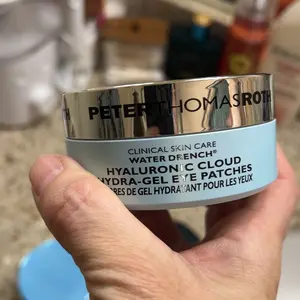 PETER THOMAS ROTH
CLINICAL SKIN CARE
WATER DRENCH®
HYALURONIC CLOUD
HYDRA-GEL EYE PATCHES
DE GEL HYDRATANT POUR LES YEUX